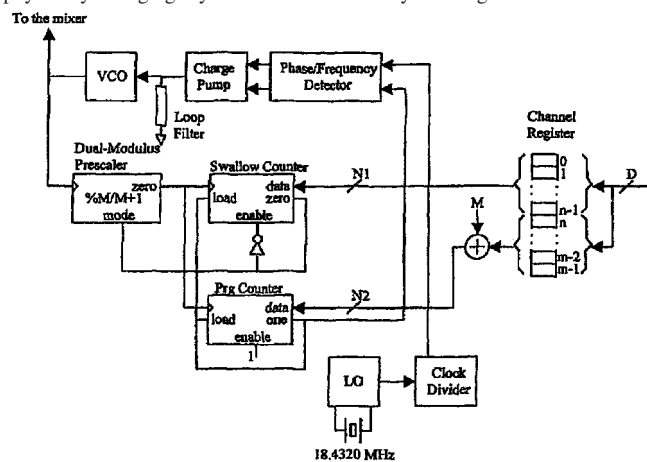 To the mixer
VCO
Charge
Pump
Phase/Frequency
Detector
Loop
Filter
Channel
Register
Dual-Modulus
Prescaler
zero
%M/M+1
mode
Swallow Counter
data
load
zero
enable
N1
0
1
n-1
n
m-2
m-1
D
M
Prg Counter
data
load
one
enable
1
N2
LG
Clock
Divider
18.4320 MHz